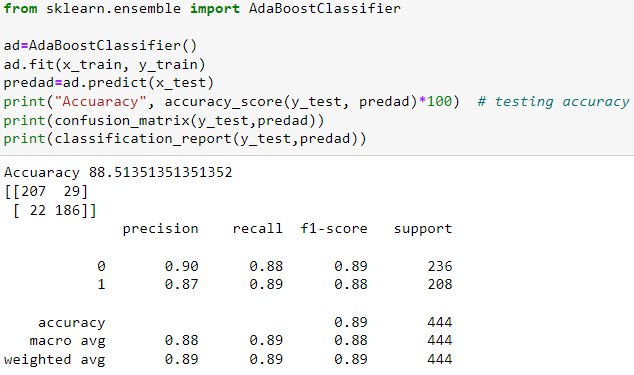 from sklearn.ensemble import AdaBoostClassifier
ad=AdaBoostClassifier()
ad.fit(x_train, y_train)
predad=ad.predict(x_test)
print("Accuaracy", accuracy_score(y_test, predad)*100)  # testing accuracy
print(confusion_matrix(y_test,predad))
print(classification_report(y_test,predad))
Accuaracy 88.51351351351352
[[207  29]
 [ 22 186]]
              precision    recall  f1-score   support
           0       0.90      0.88      0.89       236
           1       0.87      0.89      0.88       208
    accuracy                           0.89       444
   macro avg       0.88      0.89      0.88       444
weighted avg       0.89      0.89      0.89       444